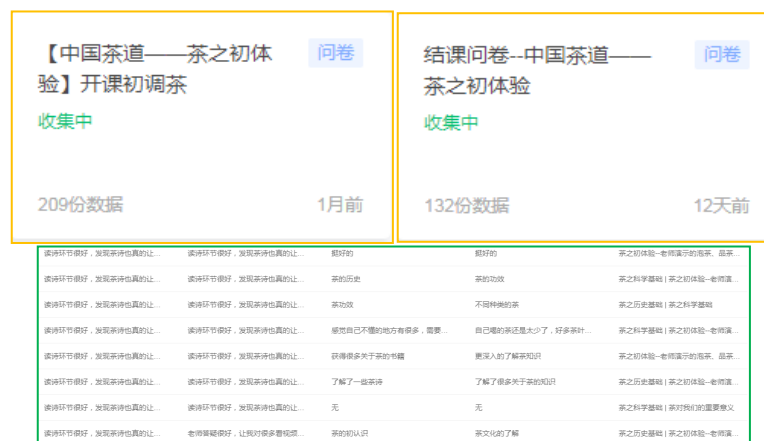 【中国茶道——茶之初体
验】开课初调茶
问卷
收集中
209份数据
1月前
结课问卷--中国茶道——
茶之初体验
问卷
收集中
132份数据
12天前
读诗环节很好，发现茶诗也真的让... 读诗环节很好，发现茶诗也真的让... 挺好的 挺好的 茶之初体验--老师演示的泡茶、品茶...
读诗环节很好，发现茶诗也真的让... 读诗环节很好，发现茶诗也真的让... 茶的历史 茶的功效 茶之科学基础 | 茶之初体验--老师演...
读诗环节很好，发现茶诗也真的让... 读诗环节很好，发现茶诗也真的让... 茶功效 不同种类的茶 茶之历史基础 | 茶之科学基础
读诗环节很好，发现茶诗也真的让... 读诗环节很好，发现茶诗也真的让... 感觉自己不懂的地方有很多，需要... 自己喝的茶还是太少了，好多茶叶... 茶之科学基础 | 茶之初体验--老师演...
读诗环节很好，发现茶诗也真的让... 读诗环节很好，发现茶诗也真的让... 获得很多关于茶的书籍 更深入的了解茶知识 茶之初体验--老师演示的泡茶、品茶...
读诗环节很好，发现茶诗也真的让... 读诗环节很好，发现茶诗也真的让... 了解了一些茶诗 了解了很多关于茶的知识 茶之历史基础 | 茶之初体验--老师演...
读诗环节很好，发现茶诗也真的让... 读诗环节很好，发现茶诗也真的让... 无 无 茶之科学基础 | 茶对我们的重要意义
读诗环节很好，发现茶诗也真的让... 老师答疑很好，让我对很多看视频... 茶的初认识 茶文化的了解 茶之历史基础 | 茶之初体验--老师演...